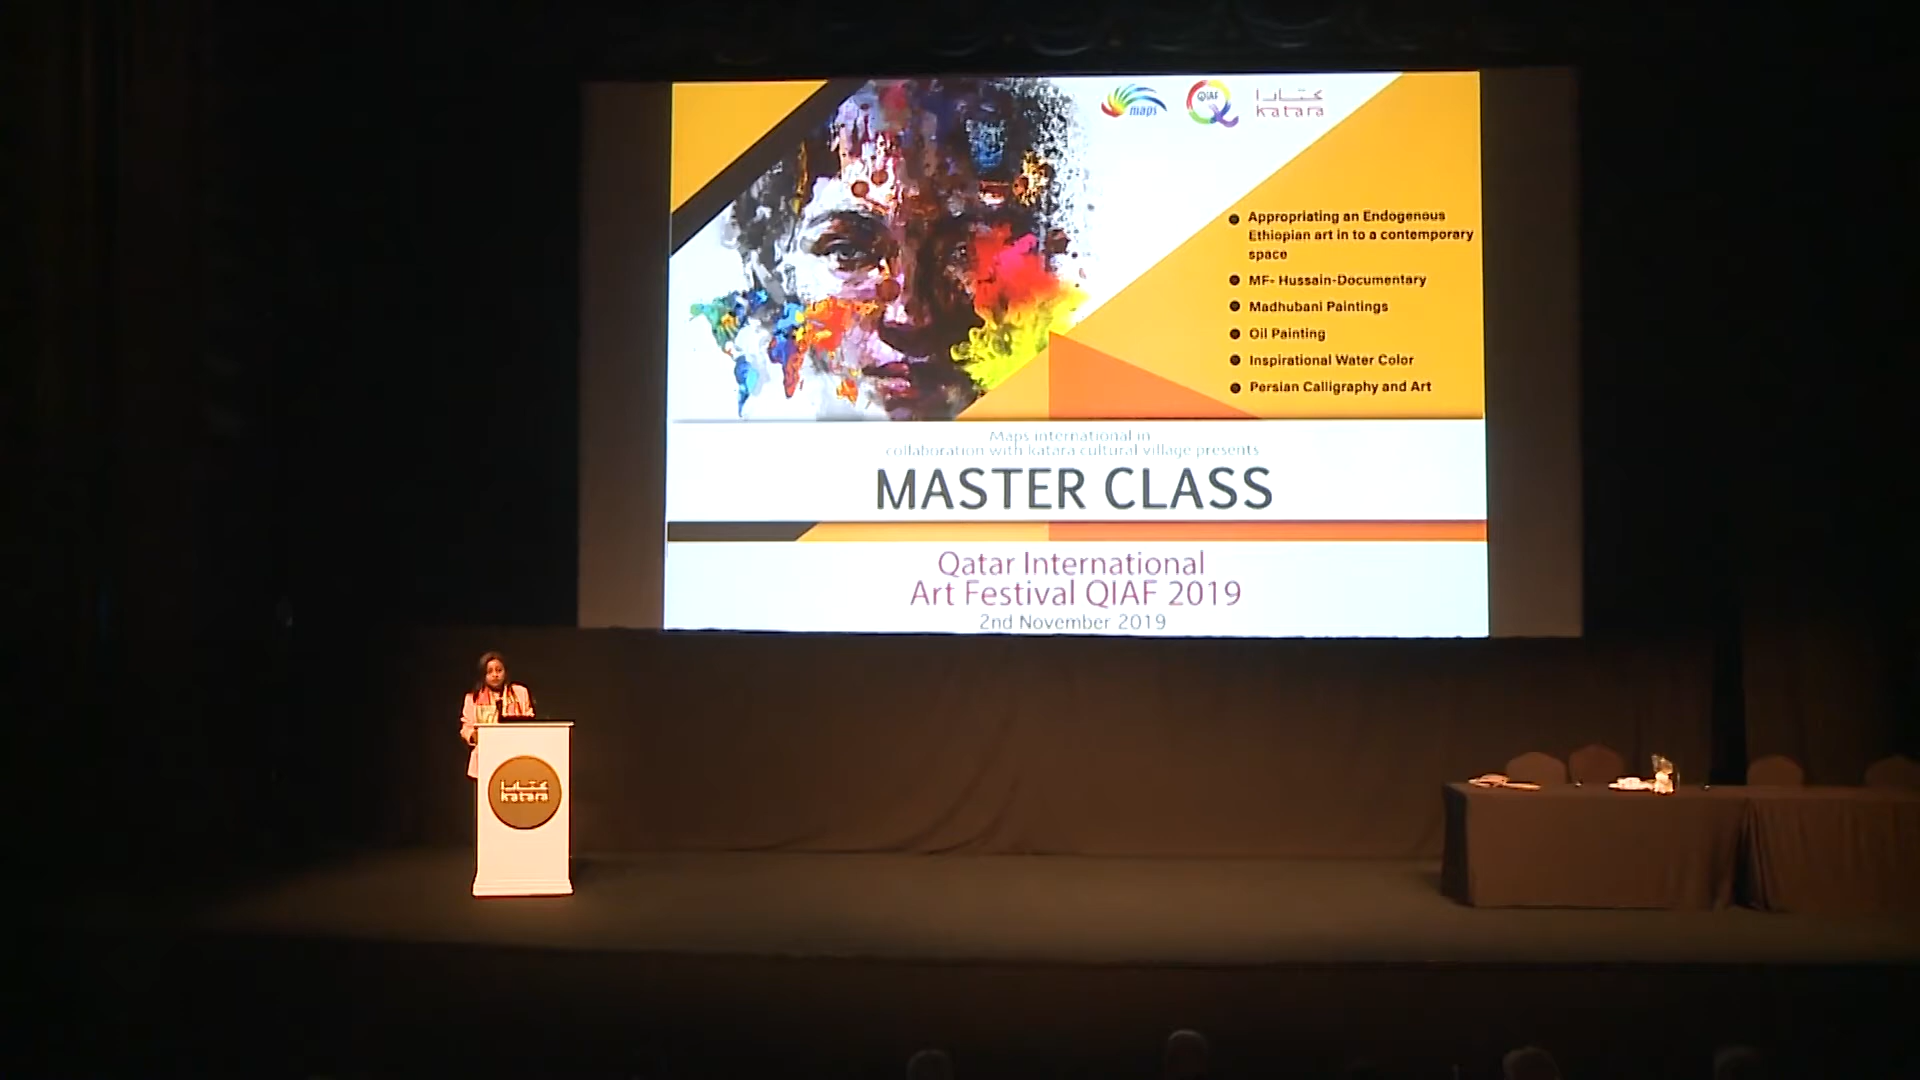 maps
QIAF
كتارا
katara
Appropriating an Endogenous
Ethiopian art in to a contemporary
space
MF- Hussain-Documentary
Madhubani Paintings
Oil Painting
Inspirational Water Color
Persian Calligraphy and Art
Maps international in
collaboration with katara cultural village presents
MASTER CLASS
Qatar International
Art Festival QIAF 2019
2nd November 2019
كتارا
katara